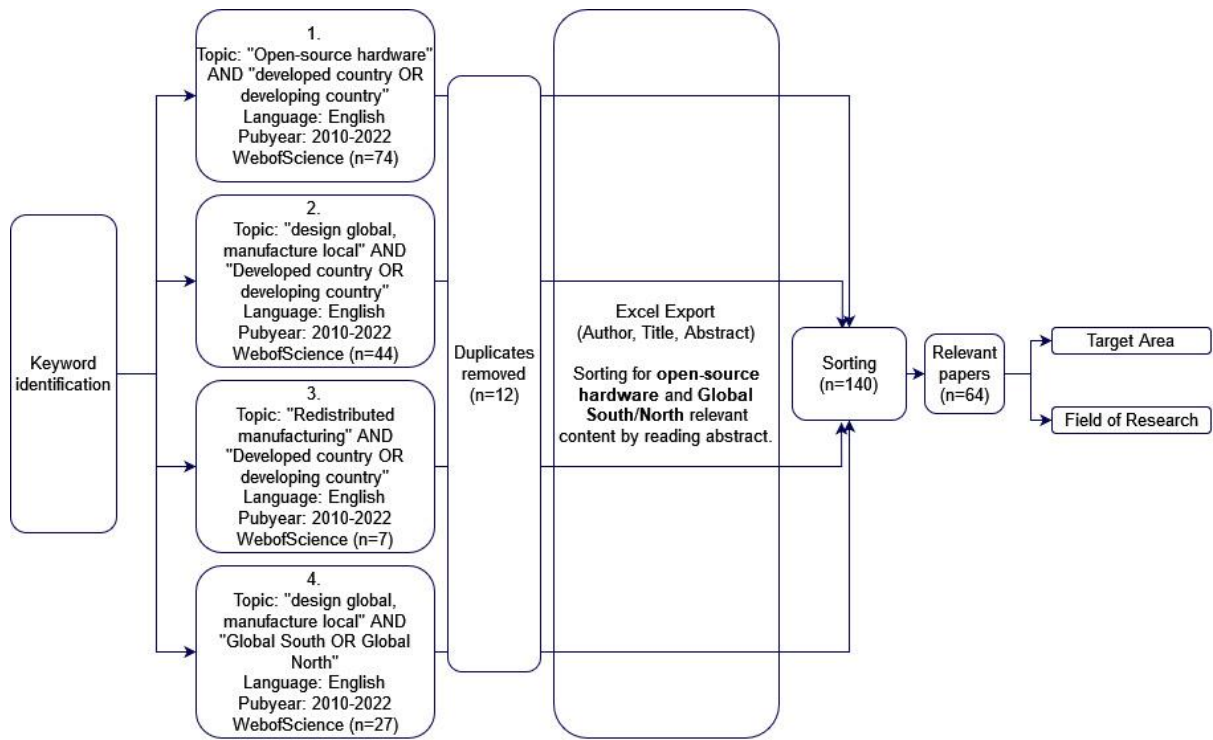 Keyword
identification
1.
Topic: "Open-source hardware"
AND "developed country OR
developing country"
Language: English
Pubyear: 2010-2022
WebofScience (n=74)
2.
Topic: "design global,
manufacture local" AND
"Developed country OR
developing country"
Language: English
Pubyear: 2010-2022
WebofScience (n=44)
3.
Topic: "Redistributed
manufacturing" AND
"Developed country OR
developing country"
Language: English
Pubyear: 2010-2022
WebofScience (n=7)
4.
Topic: "design global,
manufacture local" AND
"Global South OR Global
North"
Language: English
Pubyear: 2010-2022
WebofScience (n=27)
Duplicates
removed
(n=12)
Excel Export
(Author, Title, Abstract)
Sorting for open-source
hardware and Global
South/North relevant
content by reading abstract.
Sorting
(n=140)
Relevant
papers
(n=64)
Target Area
Field of Research